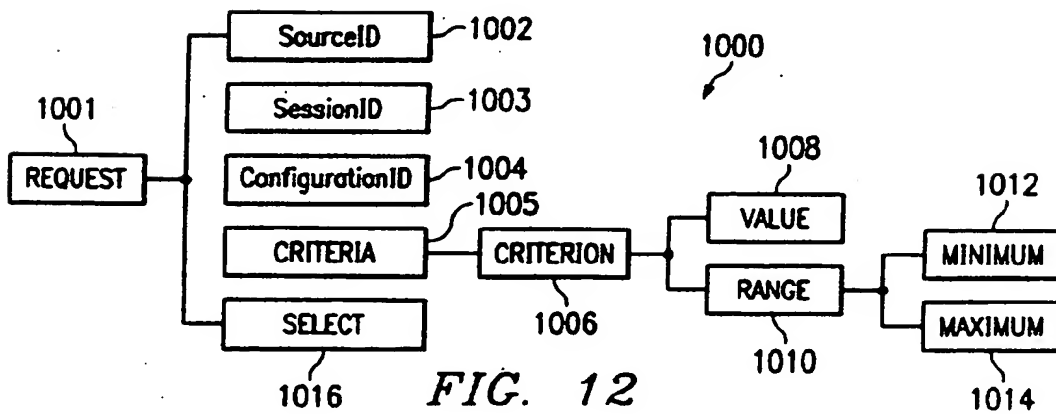 SourceID 1002
1000
1001
SessionID 1003
1008
REQUEST
ConfigurationID 1004
1012
1005
VALUE
CRITERIA
CRITERION
MINIMUM
RANGE
1006
SELECT
MAXIMUM
1010
1016
1014
FIG. 12